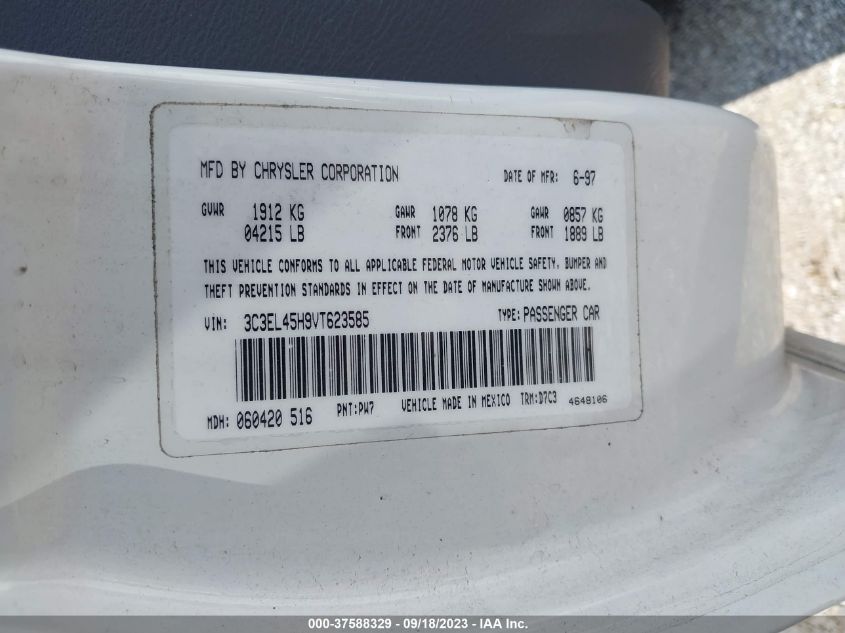 MFD BY CHRYSLER CORPORATION DATE OF MFR: 6-97
GVWR 1912 KG GAWR 1078 KG GAWR 0857 KG
04215 LB FRONT 2376 LB FRONT 1889 LB
THIS VEHICLE CONFORMS TO ALL APPLICABLE FEDERAL MOTOR VEHICLE SAFETY, BUMPER AND
THEFT PREVENTION STANDARDS IN EFFECT ON THE DATE OF MANUFACTURE SHOWN ABOVE.
VIN: 3C3EL45H9VT623585 TYPE: PASSENGER CAR
MDH: 060420 516 PNT:PW7 VEHICLE MADE IN MEXICO TRM:D7C3 4648106
000-37588329 - 09/18/2023 - IAA Inc.